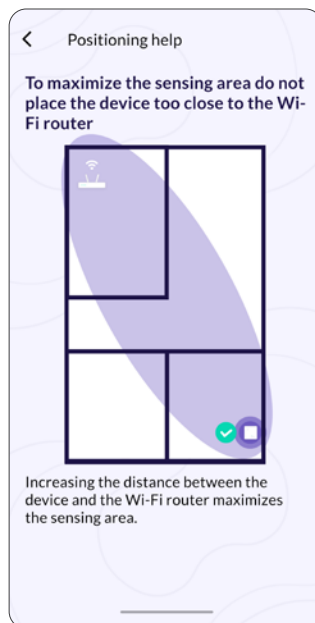 Positioning help
To maximize the sensing area do not
place the device too close to the Wi-
Fi router
Increasing the distance between the
device and the Wi-Fi router maximizes
the sensing area.